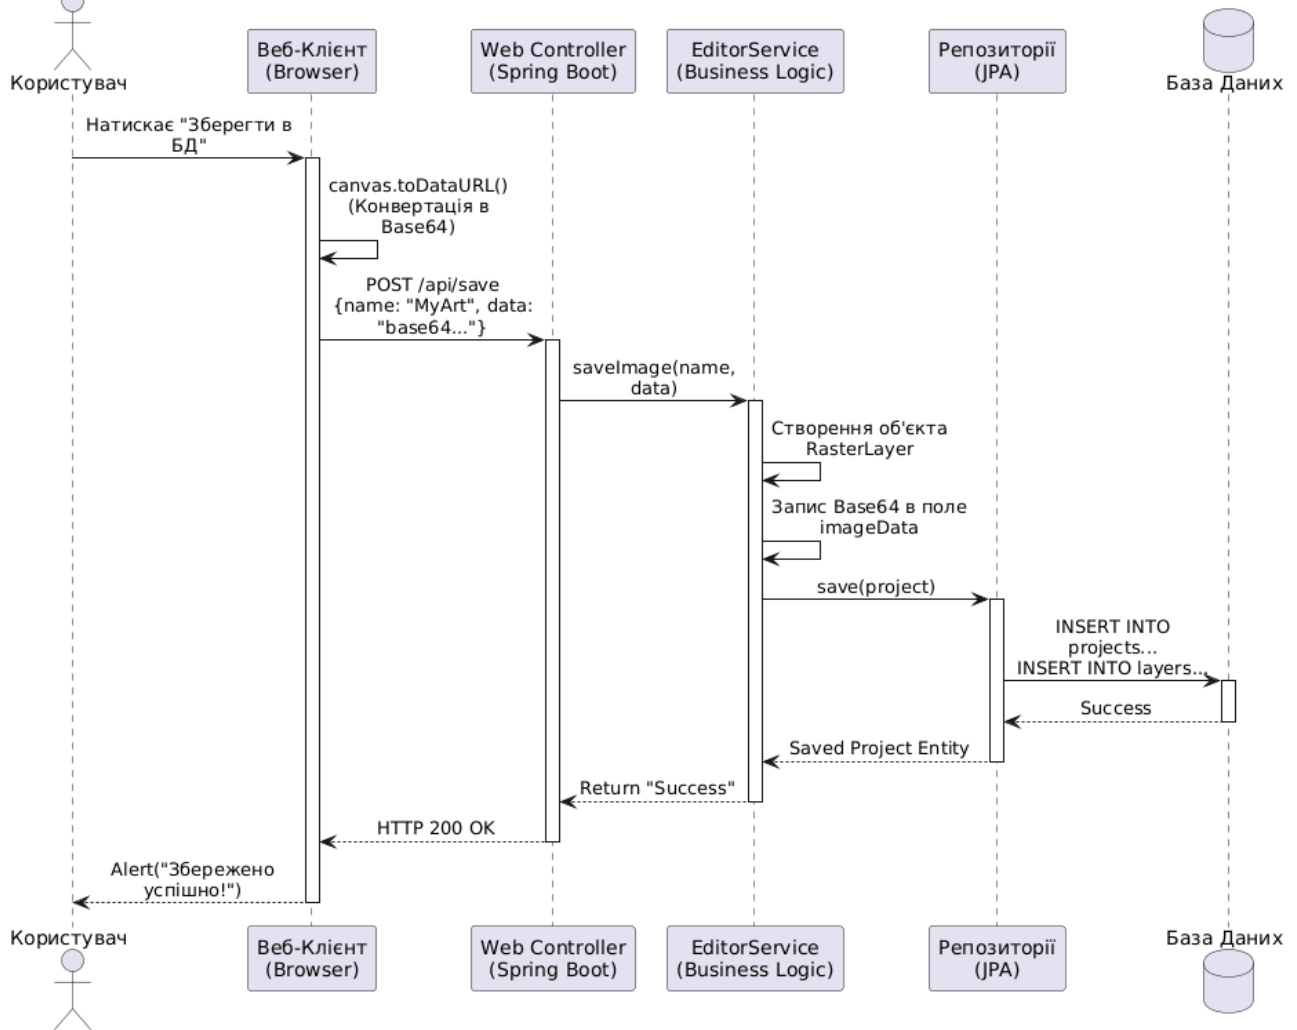 Користувач
Веб-Клієнт
(Browser)
Web Controller
(Spring Boot)
EditorService
(Business Logic)
Репозиторії
(JPA)
База Даних
Натискає "Зберегти в
БД"
canvas.toDataURL()
(Конвертація в
Base64)
POST /api/save
{name: "MyArt", data:
"base64..."}
saveImage(name,
data)
Створення об'єкта
RasterLayer
Запис Base64 в поле
imageData
save(project)
INSERT INTO
projects...
INSERT INTO layers...
Success
Saved Project Entity
Return "Success"
HTTP 200 OK
Alert("Збережено
успішно!")
Користувач
Веб-Клієнт
(Browser)
Web Controller
(Spring Boot)
EditorService
(Business Logic)
Репозиторії
(JPA)
База Даних